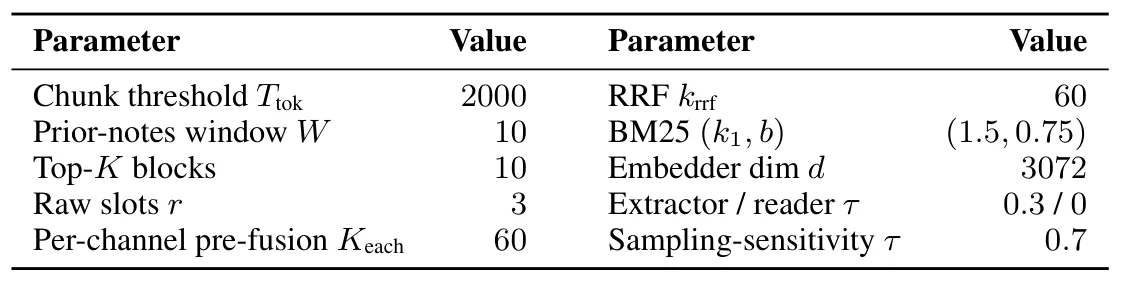 Parameter Value Parameter Value
Chunk threshold T_tok 2000 RRF k_rrf 60
Prior-notes window W 10 BM25 (k_1, b) (1.5, 0.75)
Top-K blocks 10 Embedder dim d 3072
Raw slots r 3 Extractor / reader τ 0.3 / 0
Per-channel pre-fusion K_each 60 Sampling-sensitivity τ 0.7